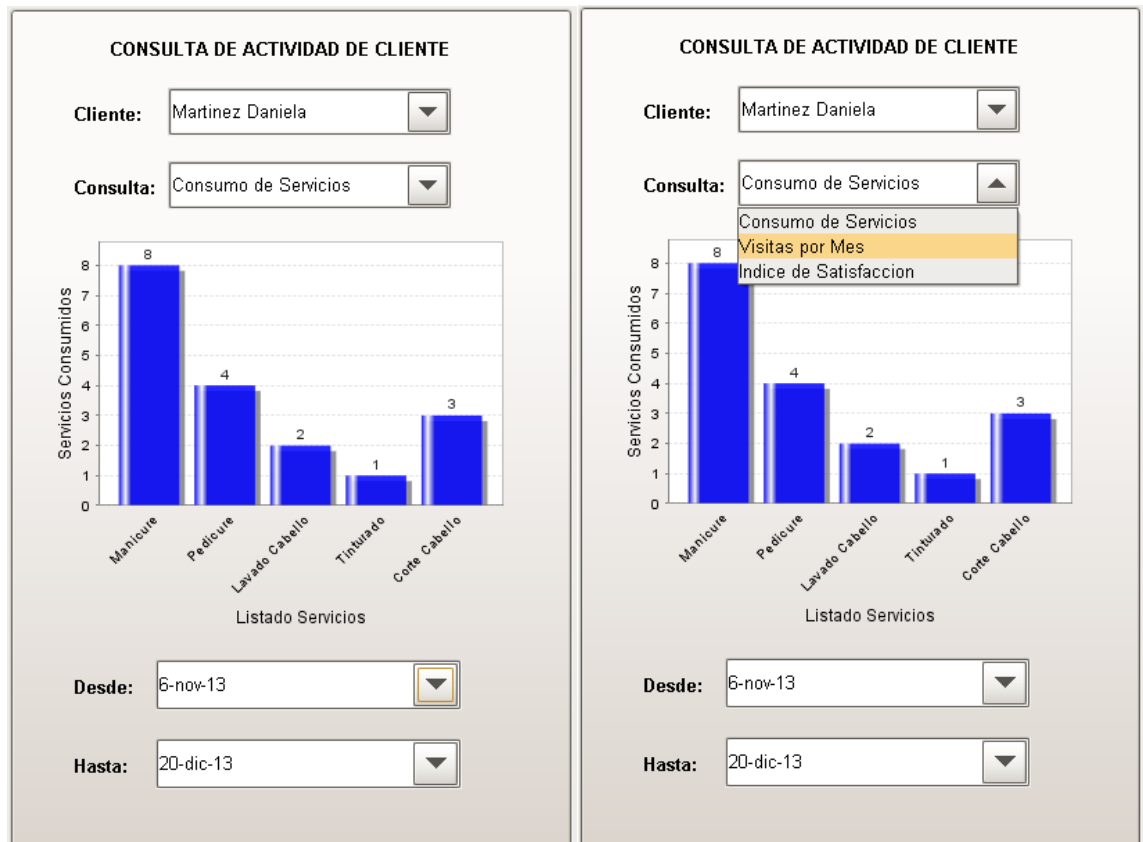 CONSULTA DE ACTIVIDAD DE CLIENTE
Cliente: Martinez Daniela
Consulta: Consumo de Servicios
8
7
6
5
4
3
2
1
0
Servicios Consumidos
8
4
2
1
3
Manicure
Pedicure
Lavado Cabello
Tinturado
Corte Cabello
Listado Servicios
Desde: 6-nov-13
Hasta: 20-dic-13
CONSULTA DE ACTIVIDAD DE CLIENTE
Cliente: Martinez Daniela
Consulta: Consumo de Servicios
Consumo de Servicios
Visitas por Mes
Indice de Satisfaccion
8
7
6
5
4
3
2
1
0
Servicios Consumidos
8
4
2
1
3
Manicure
Pedicure
Lavado Cabello
Tinturado
Corte Cabello
Listado Servicios
Desde: 6-nov-13
Hasta: 20-dic-13